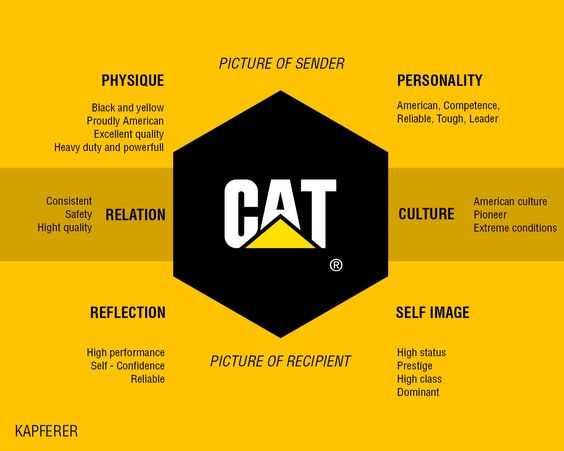 PICTURE OF SENDER
PHYSIQUE
Black and yellow
Proudly American
Excellent quality
Heavy duty and powerfull
PERSONALITY
American, Competence,
Reliable, Tough, Leader
Consistent
Safety
Hight quality
RELATION
CAT
®
CULTURE
American culture
Pioneer
Extreme conditions
REFLECTION
High performance
Self - Confidence
Reliable
SELF IMAGE
High status
Prestige
High class
Dominant
PICTURE OF RECIPIENT
KAPFERER